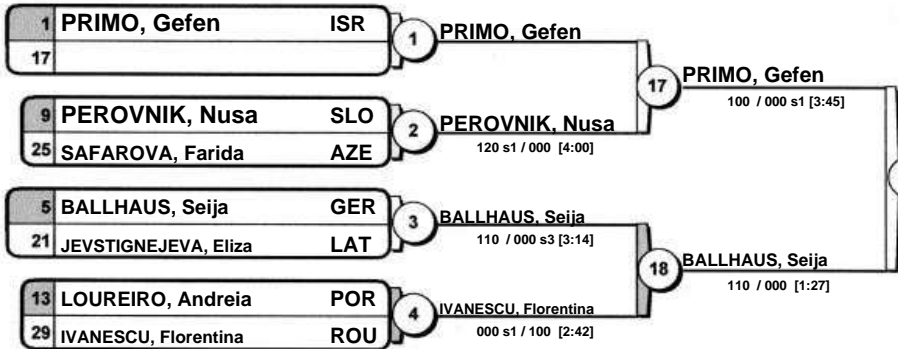 1 PRIMO, Gefen ISR
17
1 PRIMO, Gefen
9 PEROVNIK, Nusa SLO
25 SAFAROVA, Farida AZE
2 PEROVNIK, Nusa
120 s1 / 000 [4:00]
17 PRIMO, Gefen
100 / 000 s1 [3:45]
5 BALLHAUS, Seija GER
21 JEVSTIGNEJEVA, Eliza LAT
3 BALLHAUS, Seija
110 / 000 s3 [3:14]
13 LOUREIRO, Andreia POR
29 IVANESCU, Florentina ROU
4 IVANESCU, Florentina
000 s1 / 100 [2:42]
18 BALLHAUS, Seija
110 / 000 [1:27]